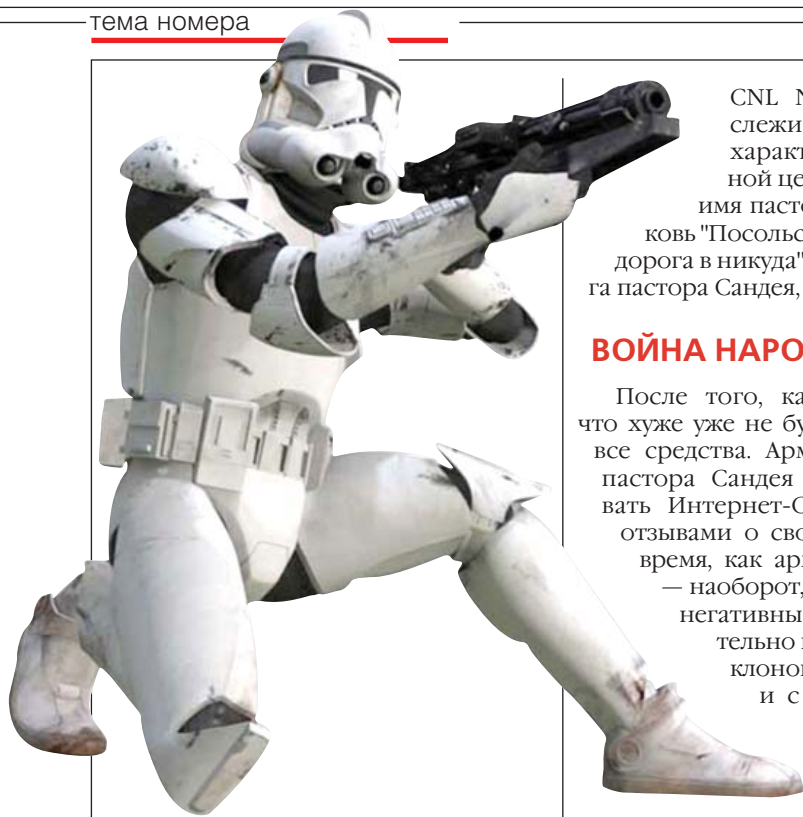 тема номера
CNL
слежи
характ
ной це
имя пасто
ковь "Посольс
дорога в никуда"
га пастора Сандея,
ВОЙНА НАРО
После того, ка
что хуже уже не бу
все средства. Арм
пастора Сандея
вать Интернет-С
отзывами о сво
время, как ар
— наоборот,
негативны
тельно
клоно
и с